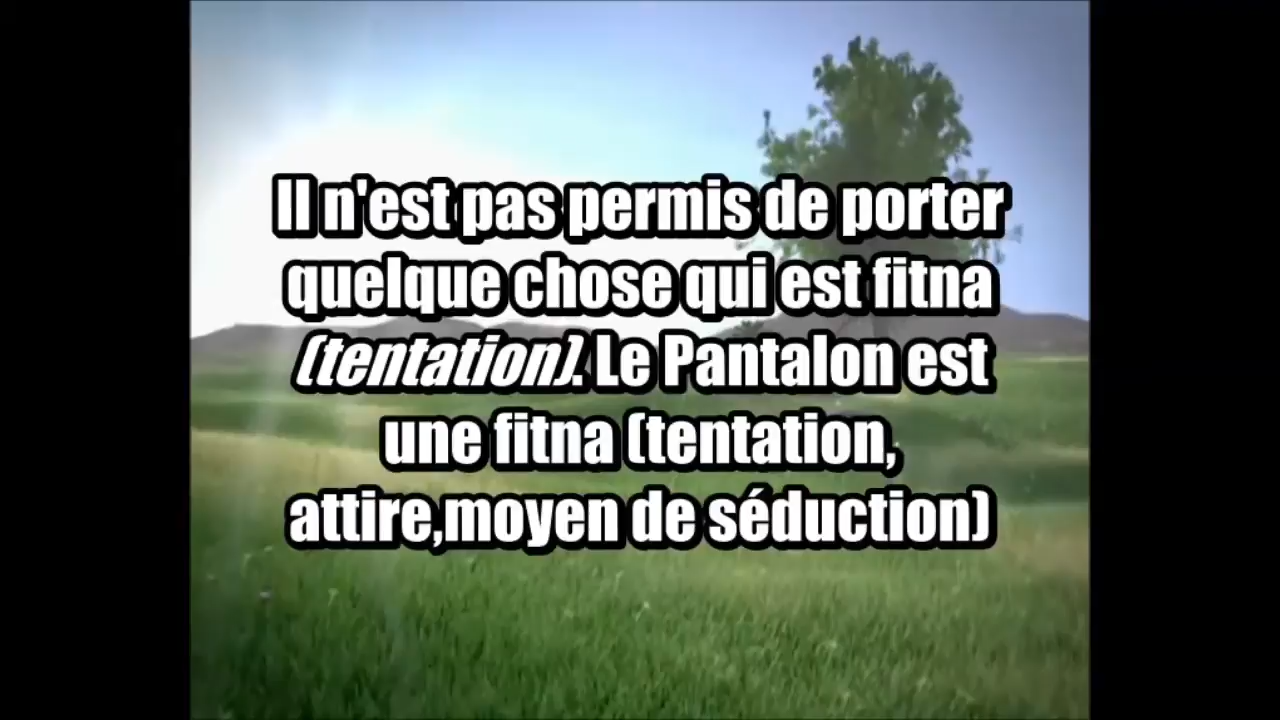 Il n'est pas permis de porter
quelque chose qui est fitna
(tentation). Le Pantalon est
une fitna (tentation,
attire,moyen de séduction)